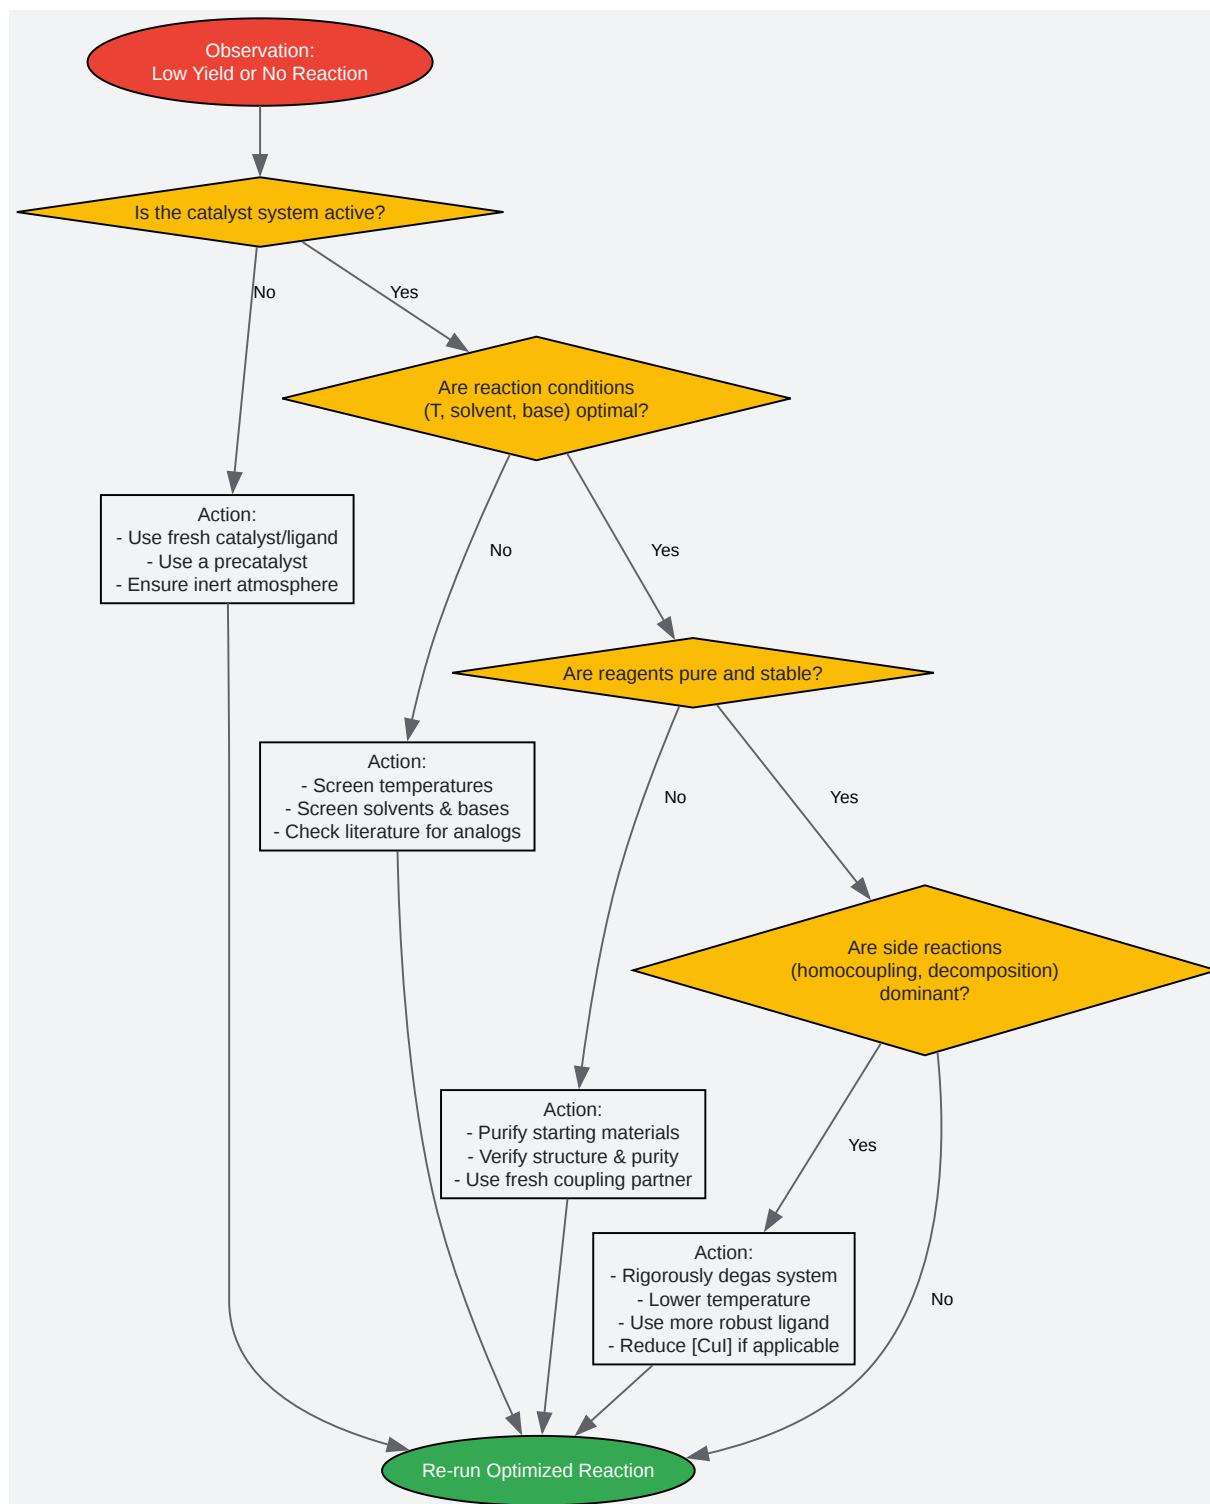 Observation:
Low Yield or No Reaction
Is the catalyst system active?
No
Yes
Are reaction conditions
(T, solvent, base) optimal?
Action:
- Use fresh catalyst/ligand
- Use a precatalyst
- Ensure inert atmosphere
No
Yes
Are reagents pure and stable?
Action:
- Screen temperatures
- Screen solvents & bases
- Check literature for analogs
No
Yes
Are side reactions
(homocoupling, decomposition)
dominant?
Action:
- Purify starting materials
- Verify structure & purity
- Use fresh coupling partner
Yes
Action:
- Rigorously degas system
- Lower temperature
- Use more robust ligand
- Reduce [CuI] if applicable
No
Re-run Optimized Reaction